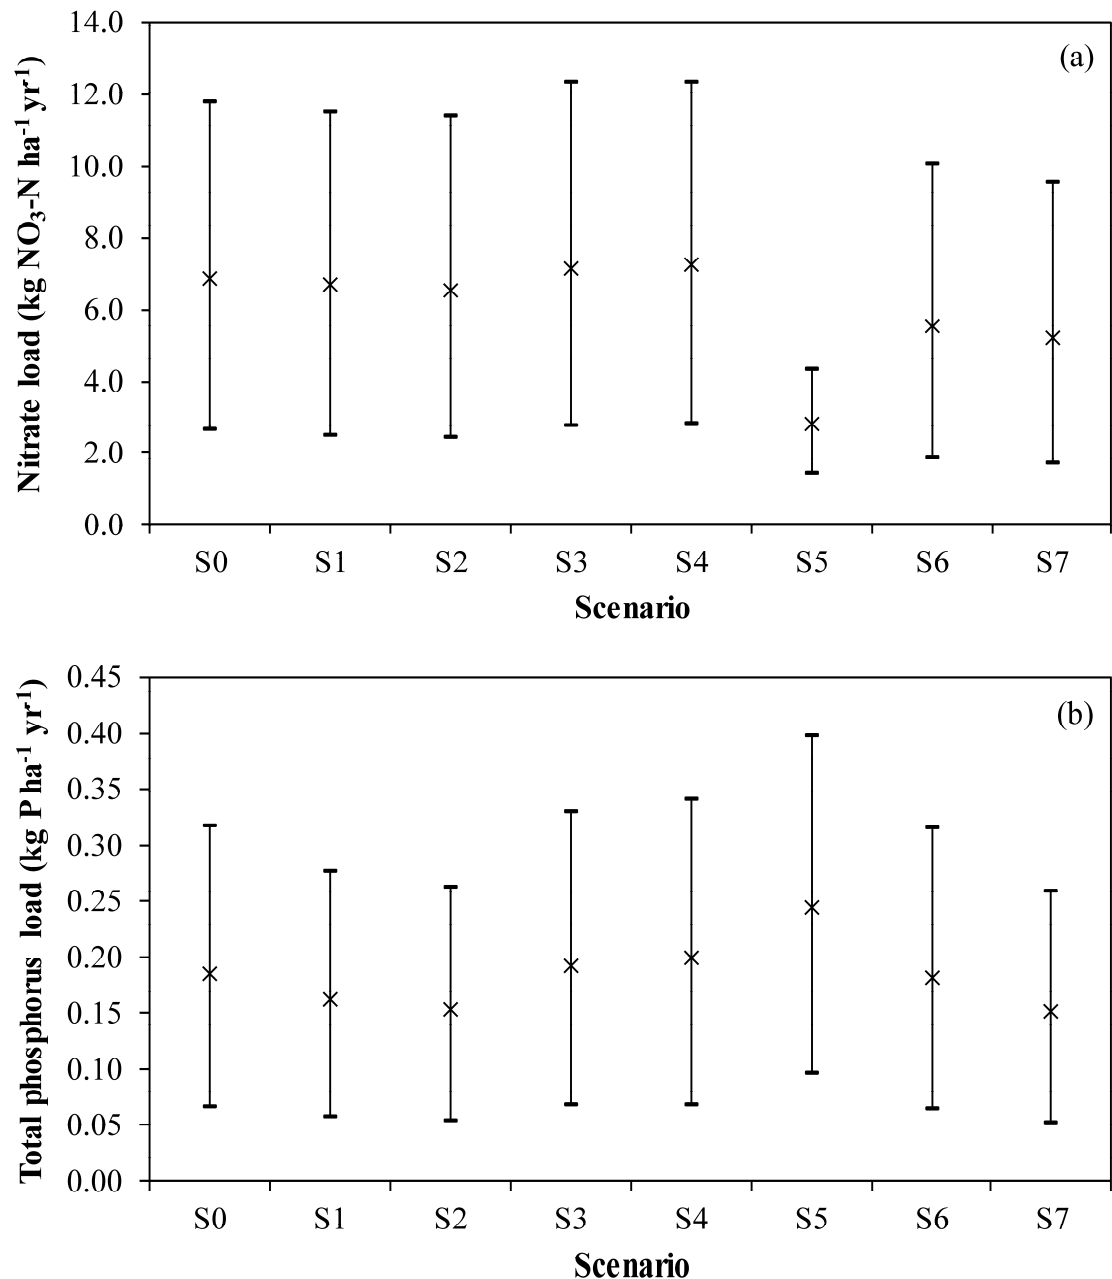 (a)
Nitrate load (kg NO₃-N ha⁻¹ yr⁻¹)
14.0
12.0
10.0
8.0
6.0
4.0
2.0
0.0
S0 S1 S2 S3 S4 S5 S6 S7
Scenario
(b)
Total phosphorus load (kg P ha⁻¹ yr⁻¹)
0.45
0.40
0.35
0.30
0.25
0.20
0.15
0.10
0.05
0.00
S0 S1 S2 S3 S4 S5 S6 S7
Scenario